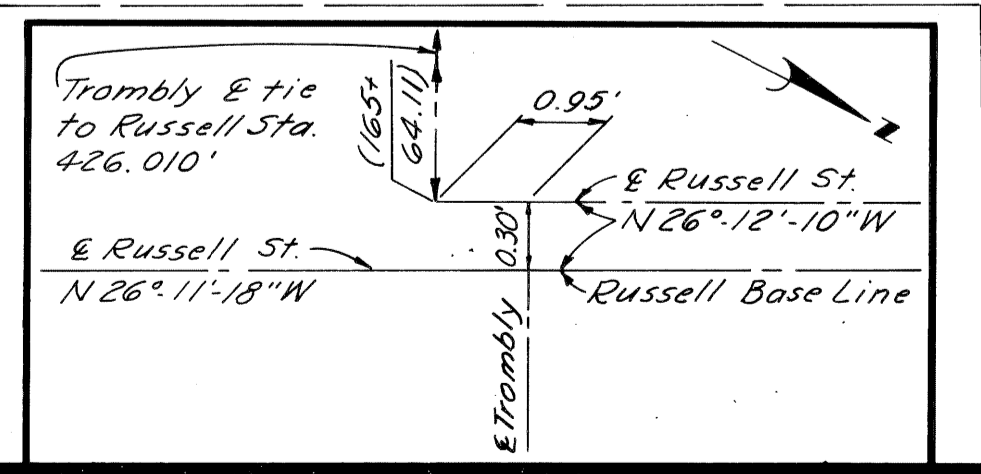 Trombly ℄ tie
to Russell Sta.
426.010'
(165+
64.11)
0.95'
N
℄ Russell St.
N 26°-12'-10"W
0.30'
℄ Russell St.
N 26°-11'-18"W
Russell Base Line
℄ Trombly